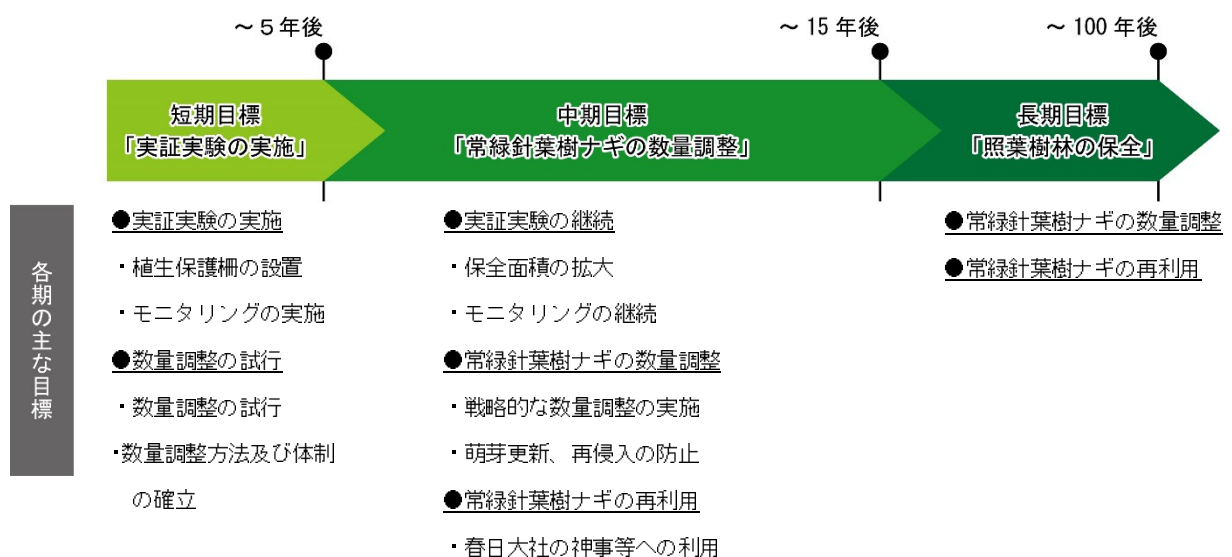 ～５年後
～15年後
～100年後
短期目標
「実証実験の実施」
中期目標
「常緑針葉樹ナギの数量調整」
長期目標
「照葉樹林の保全」
各期の主な目標
●実証実験の実施
・植生保護柵の設置
・モニタリングの実施
●数量調整の試行
・数量調整の試行
・数量調整方法及び体制
の確立
●実証実験の継続
・保全面積の拡大
・モニタリングの継続
●常緑針葉樹ナギの数量調整
・戦略的な数量調整の実施
・萌芽更新、再侵入の防止
●常緑針葉樹ナギの再利用
・春日大社の神事等への利用
●常緑針葉樹ナギの数量調整
●常緑針葉樹ナギの再利用